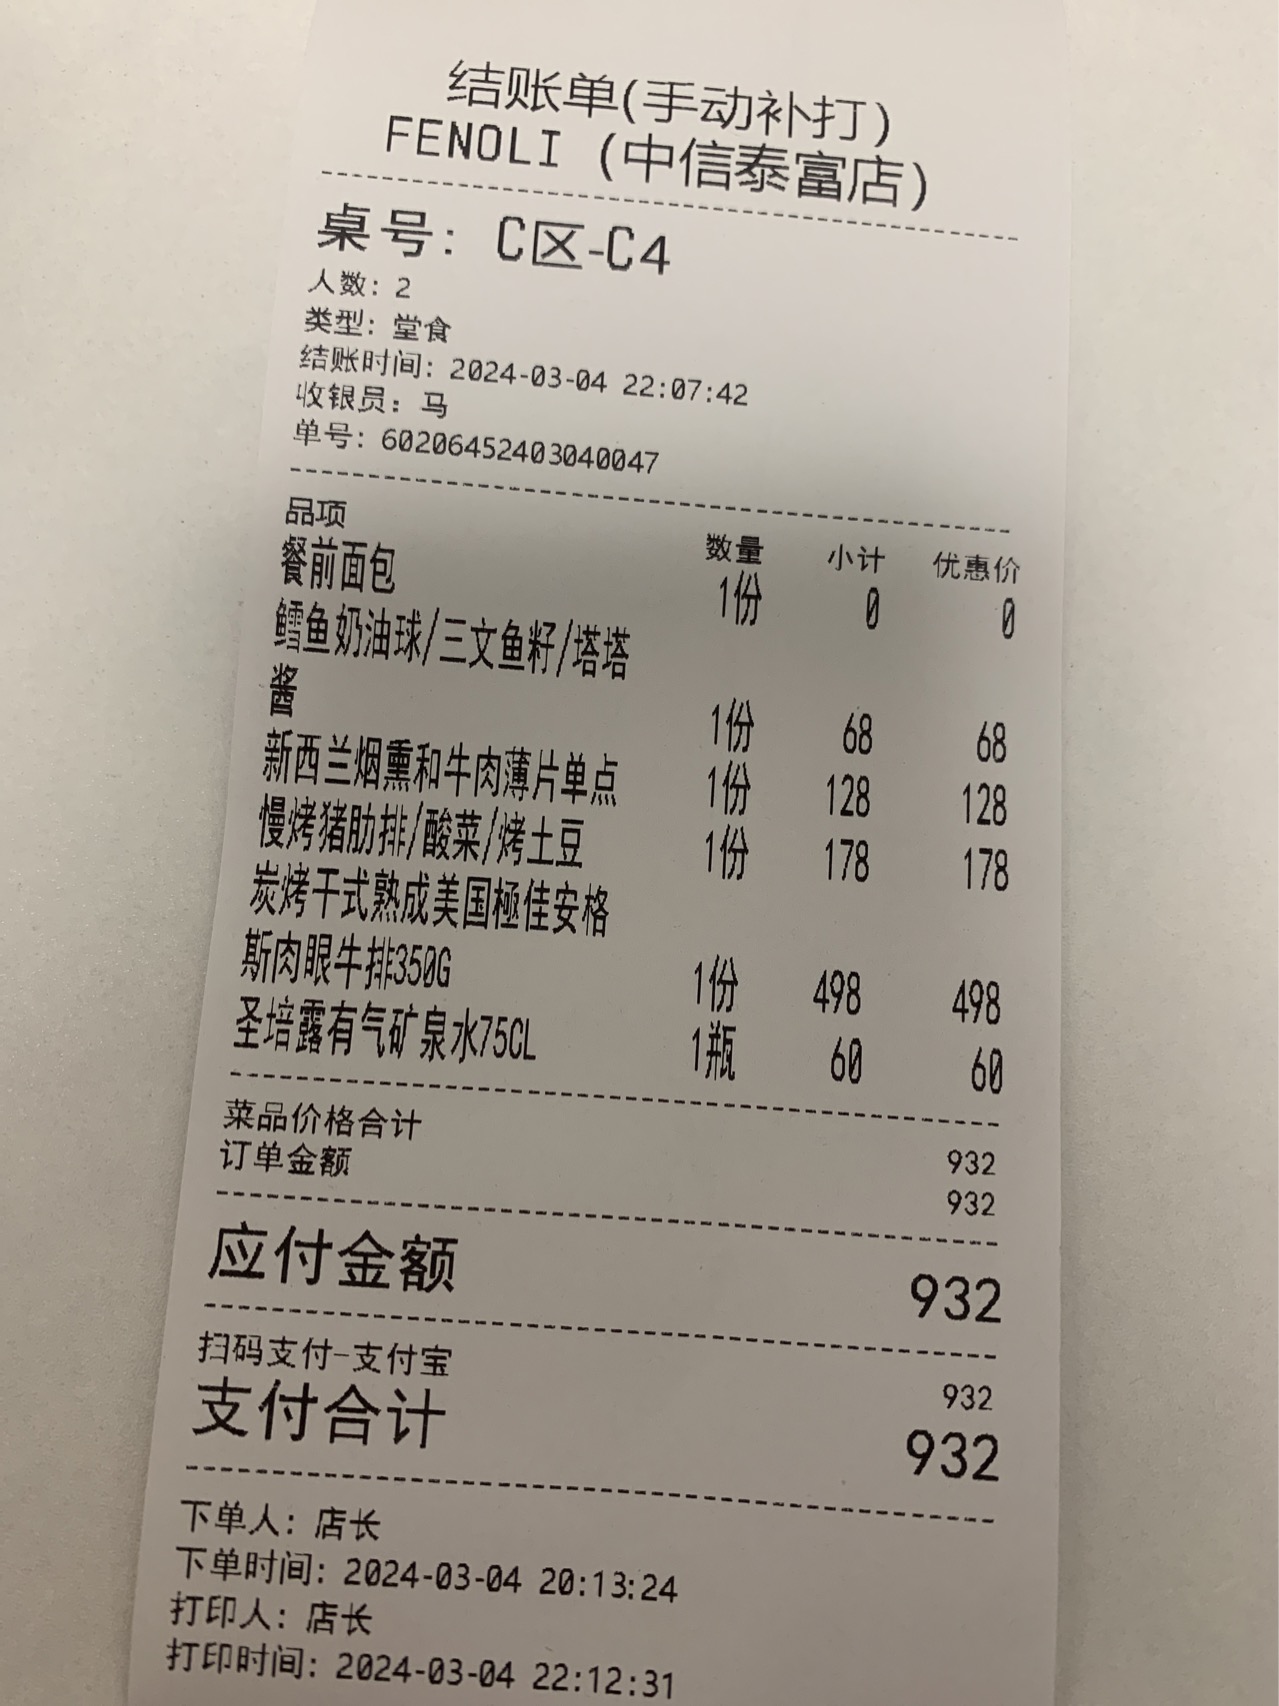 结账单(手动补打)
FENOLI (中信泰富店)
桌号: C区-C4
人数: 2
类型: 堂食
结账时间: 2024-03-04 22:07:42
收银员: 马
单号: 60206452403040047
品项 数量 小计 优惠价
餐前面包 1份 0 0
鳕鱼奶油球/三文鱼籽/塔塔
酱 1份 68 68
新西兰烟熏和牛肉薄片单点 1份 128 128
慢烤猪肋排/酸菜/烤土豆 1份 178 178
炭烤干式熟成美国極佳安格
斯肉眼牛排350G 1份 498 498
圣培露有气矿泉水75CL 1瓶 60 60
菜品价格合计 932
订单金额 932
应付金额 932
扫码支付-支付宝 932
支付合计 932
下单人: 店长
下单时间: 2024-03-04 20:13:24
打印人: 店长
打印时间: 2024-03-04 22:12:31